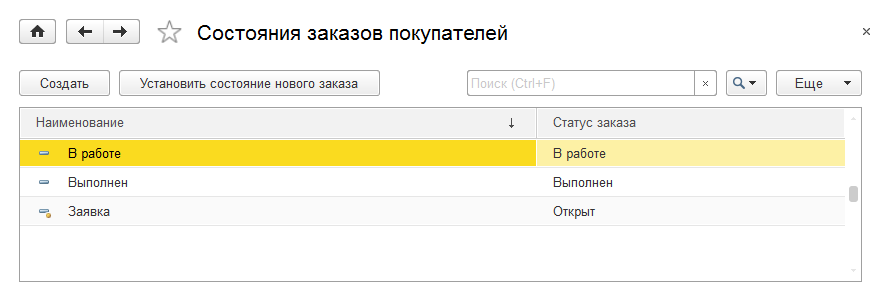 Состояния заказов покупателей
Создать Установить состояние нового заказа Поиск (Ctrl+F) × Еще
Наименование ↓ Статус заказа
В работе В работе
Выполнен Выполнен
Заявка Открыт